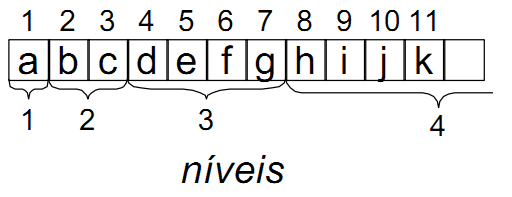 1 2 3 4 5 6 7 8 9 10 11
a b c d e f g h i j k
1 2 3 4
níveis